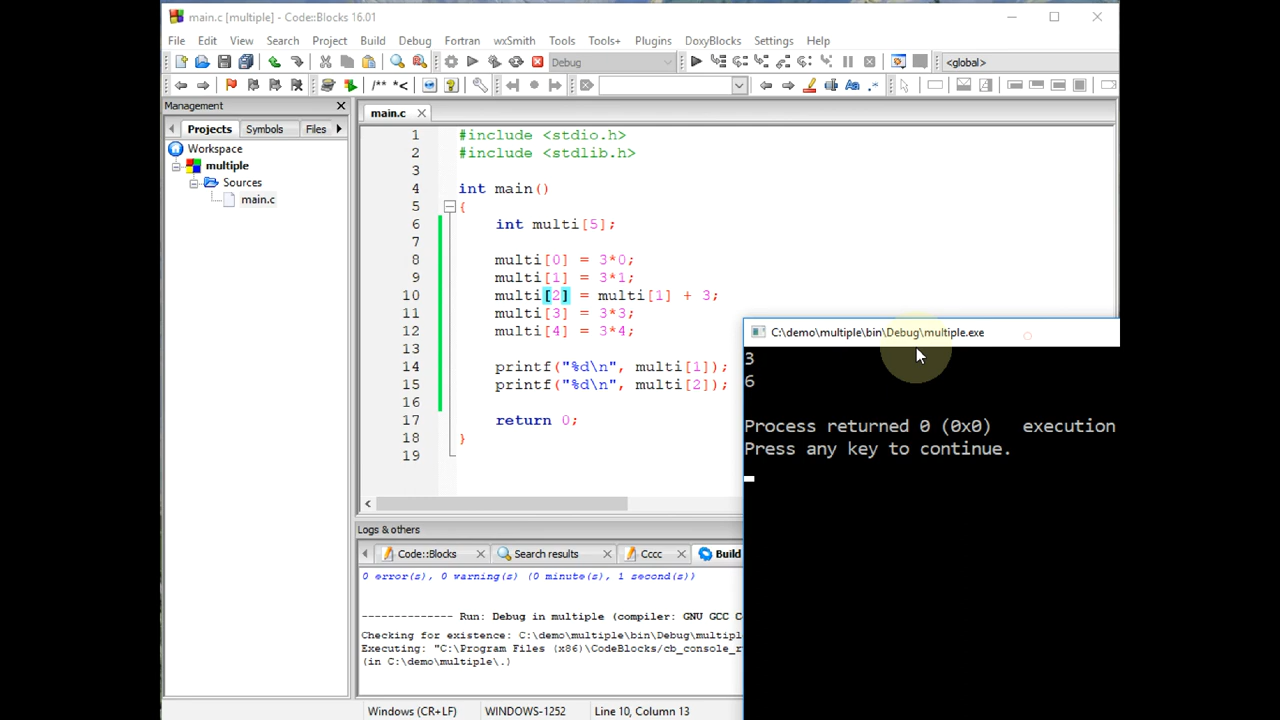 main.c [multiple] - Code::Blocks 16.01
File Edit View Search Project Build Debug Fortran wxSmith Tools Tools+ Plugins DoxyBlocks Settings Help
Debug
<global>
/** *<
Management
Projects Symbols Files
Workspace
multiple
Sources
main.c
main.c
1 #include <stdio.h>
2 #include <stdlib.h>
3
4 int main()
5 {
6 int multi[5];
7
8 multi[0] = 3*0;
9 multi[1] = 3*1;
10 multi[2] = multi[1] + 3;
11 multi[3] = 3*3;
12 multi[4] = 3*4;
13
14 printf("%d\n", multi[1]);
15 printf("%d\n", multi[2]);
16
17 return 0;
18 }
19
C:\demo\multiple\bin\Debug\multiple.exe
3
6
Process returned 0 (0x0) execution
Press any key to continue.
Logs & others
Code::Blocks Search results Cccc Build
0 error(s), 0 warning(s) (0 minute(s), 1 second(s))
-------------- Run: Debug in multiple (compiler: GNU GCC C
Checking for existence: C:\demo\multiple\bin\Debug\multipl
Executing: "C:\Program Files (x86)\CodeBlocks/cb_console_r
(in C:\demo\multiple\.)
Windows (CR+LF) WINDOWS-1252 Line 10, Column 13